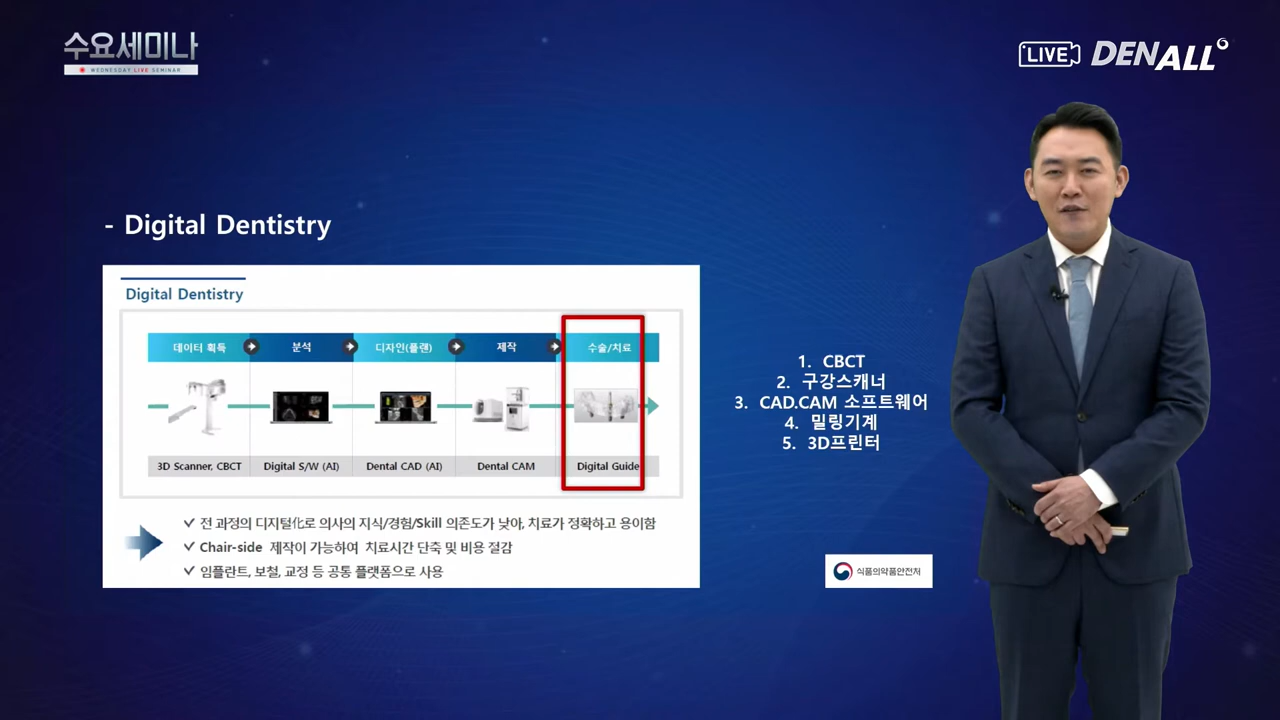 수요세미나
WEDNESDAY LIVE SEMINAR
LIVE
DENALL
- Digital Dentistry
Digital Dentistry
데이터 획득
분석
디자인(플랜)
제작
수술/치료
3D Scanner, CBCT
Digital S/W (AI)
Dental CAD (AI)
Dental CAM
Digital Guide
전 과정의 디지털化로 의사의 지식/경험/Skill 의존도가 낮아, 치료가 정확하고 용이함
Chair-side 제작이 가능하여 치료시간 단축 및 비용 절감
임플란트, 보철, 교정 등 공통 플랫폼으로 사용
1. CBCT
2. 구강스캐너
3. CAD.CAM 소프트웨어
4. 밀링기계
5. 3D프린터
식품의약품안전처